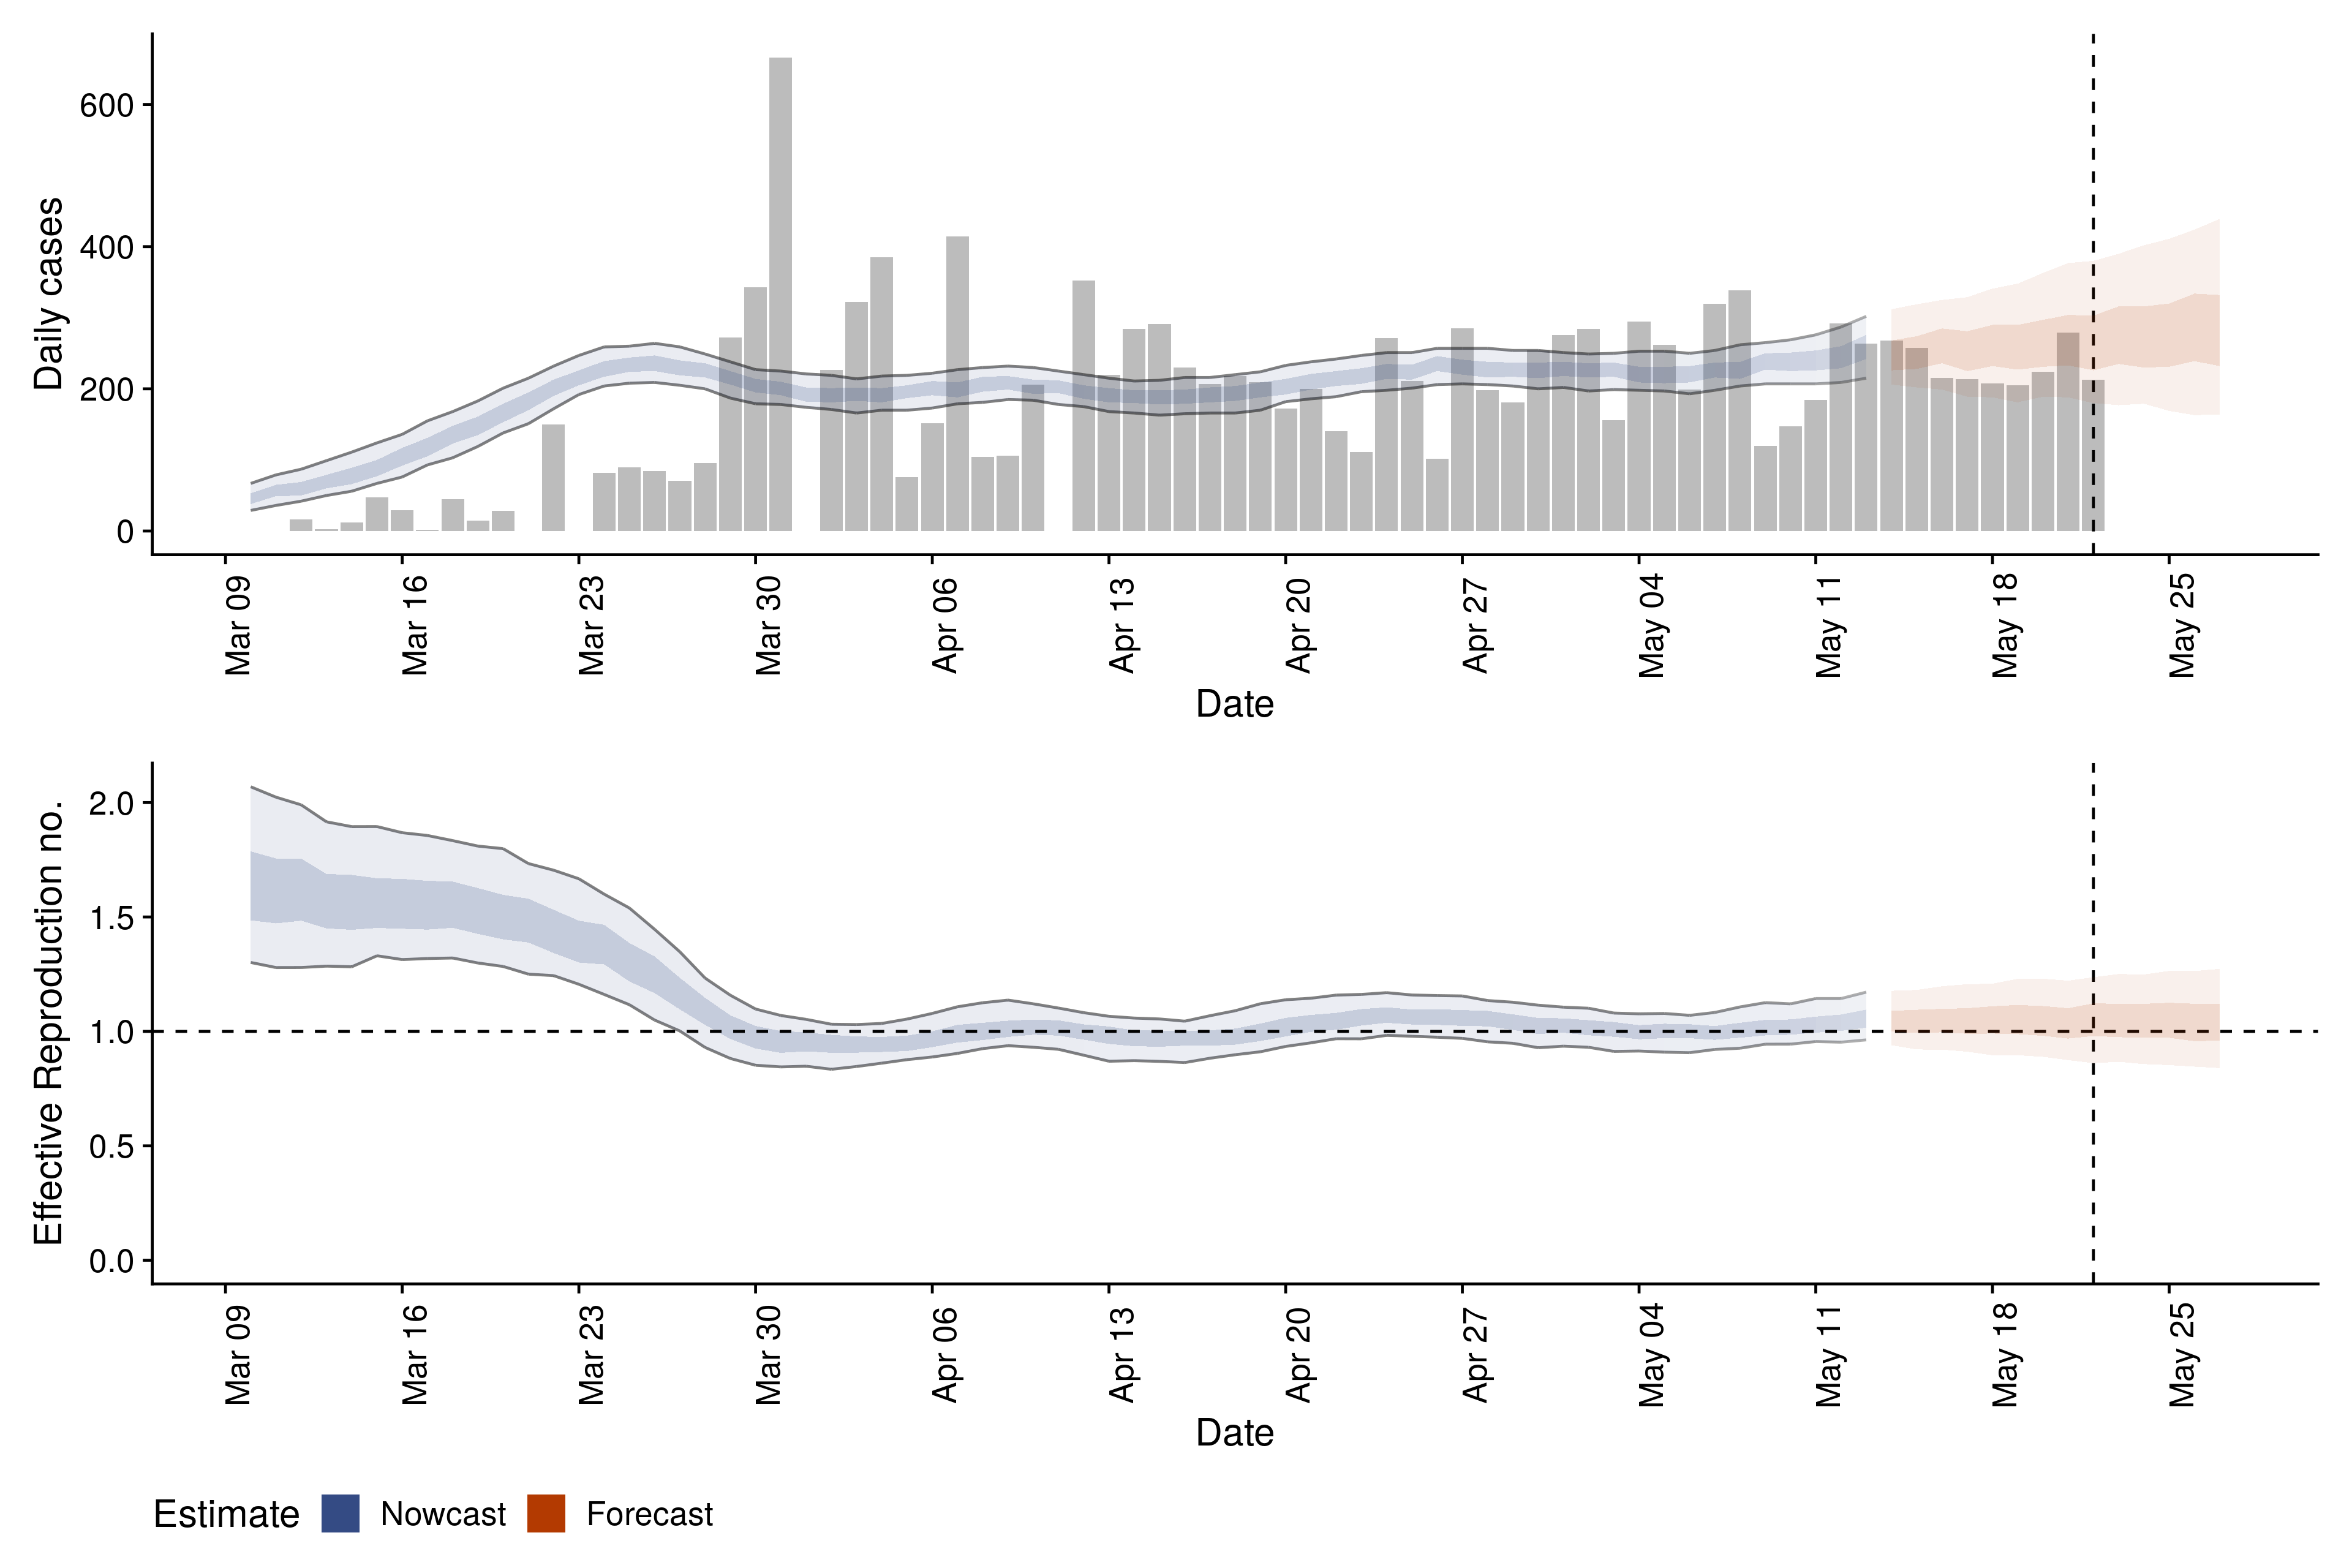 Daily cases
600
400
200
0
Mar 09 Mar 16 Mar 23 Mar 30 Apr 06 Apr 13 Apr 20 Apr 27 May 04 May 11 May 18 May 25
Date
Effective Reproduction no.
2.0
1.5
1.0
0.5
0.0
Mar 09 Mar 16 Mar 23 Mar 30 Apr 06 Apr 13 Apr 20 Apr 27 May 04 May 11 May 18 May 25
Date
Estimate Nowcast Forecast